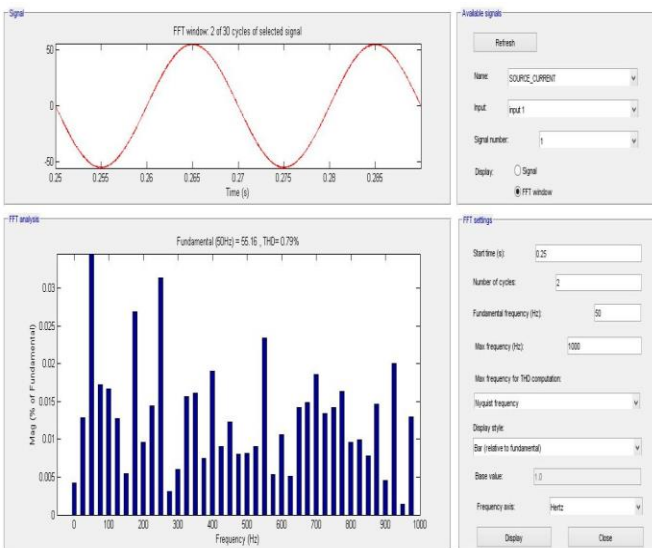 Signal
FFT window: 2 of 30 cycles of selected signal
50
0
-50
0.25 0.255 0.26 0.265 0.27 0.275 0.28 0.285
Time (s)
Available signals
Refresh
Name: SOURCE_CURRENT
Input: input 1
Signal number: 1
Display: Signal
FFT window
FFT analysis
Fundamental (50Hz) = 55.16 , THD= 0.79%
Mag (% of Fundamental)
0.03
0.025
0.02
0.015
0.01
0.005
0
0 100 200 300 400 500 600 700 800 900 1000
Frequency (Hz)
FFT settings
Start time (s): 0.25
Number of cycles: 2
Fundamental frequency (Hz): 50
Max frequency (Hz): 1000
Max frequency for THD computation:
Nyquist frequency
Display style:
Bar (relative to fundamental)
Base value: 1.0
Frequency axis: Hertz
Display Close